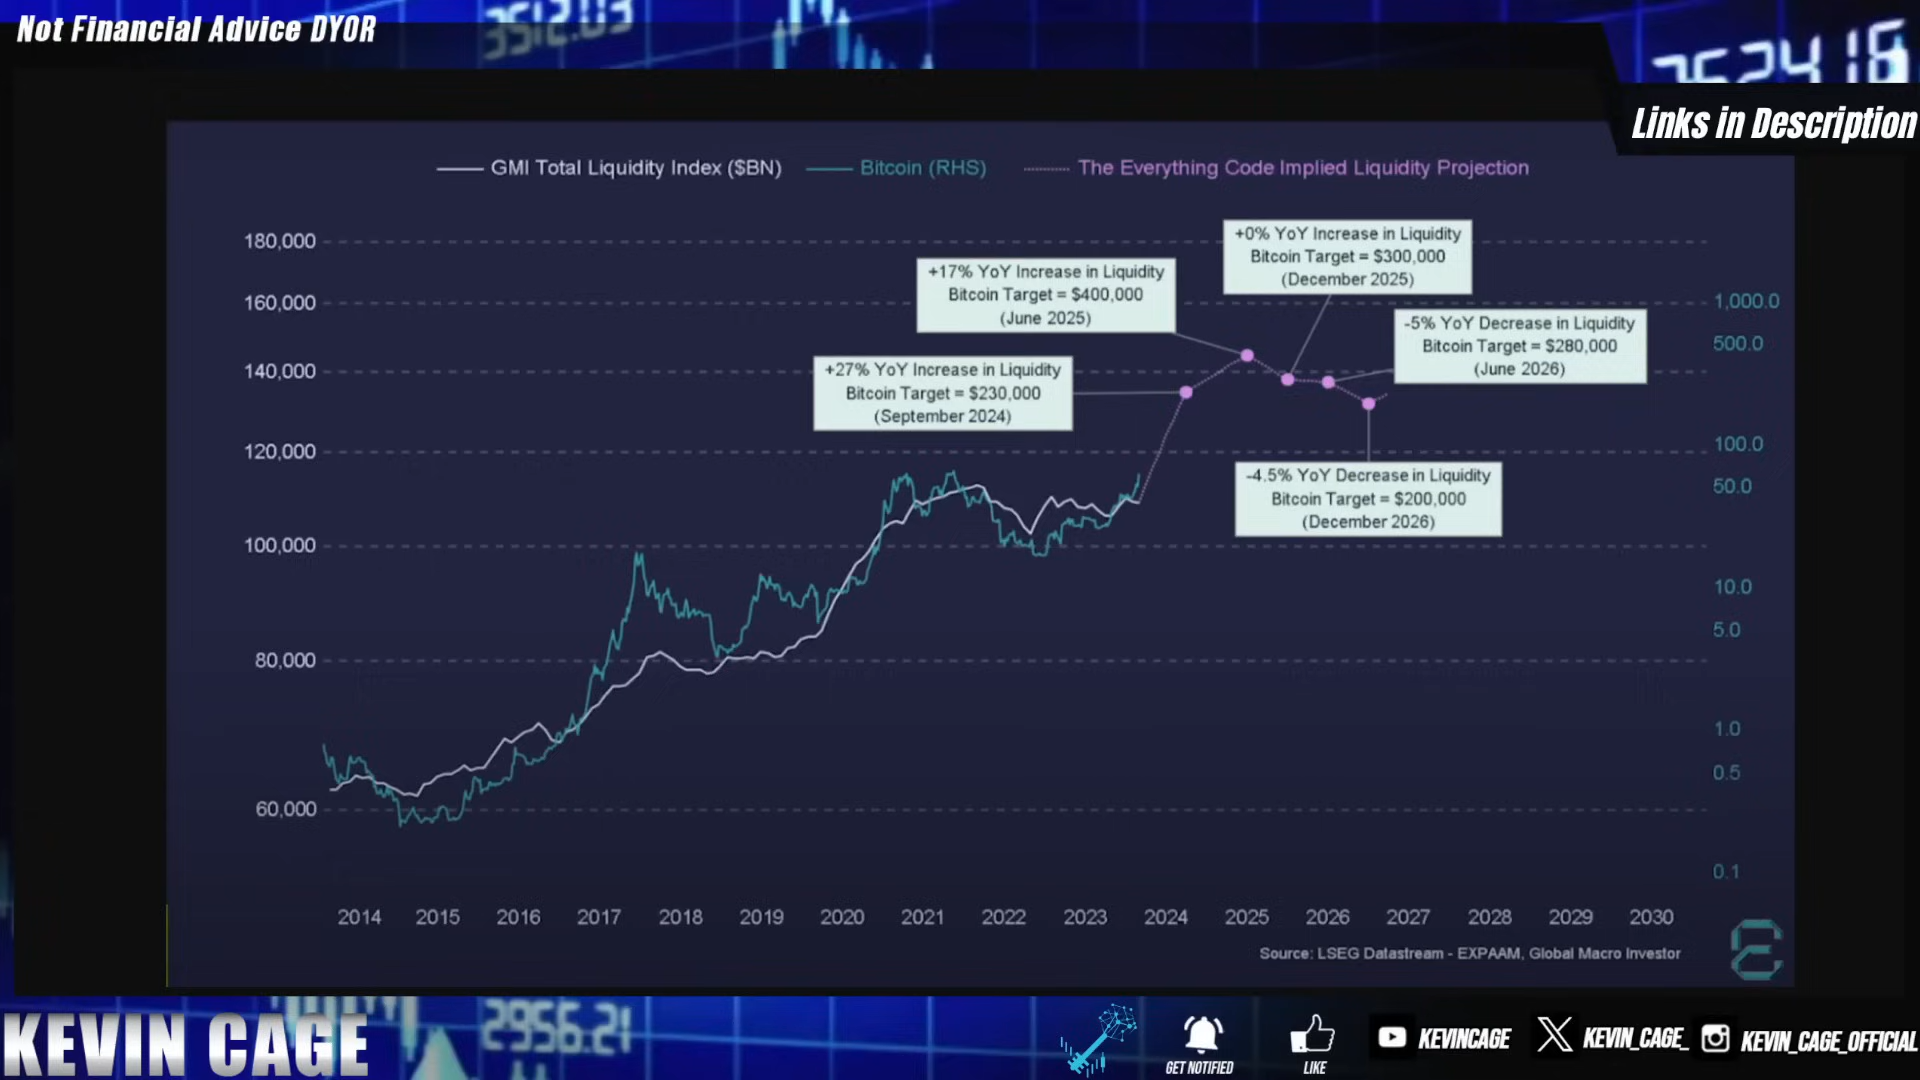 Not Financial Advice DYOR
3512.03
752416
Links in Description
GMI Total Liquidity Index ($BN)
Bitcoin (RHS)
The Everything Code Implied Liquidity Projection
180,000
160,000
140,000
120,000
100,000
80,000
60,000
+27% YoY Increase in Liquidity
Bitcoin Target = $230,000
(September 2024)
+17% YoY Increase in Liquidity
Bitcoin Target = $400,000
(June 2025)
+0% YoY Increase in Liquidity
Bitcoin Target = $300,000
(December 2025)
-5% YoY Decrease in Liquidity
Bitcoin Target = $280,000
(June 2026)
-4.5% YoY Decrease in Liquidity
Bitcoin Target = $200,000
(December 2026)
1,000.0
500.0
100.0
50.0
10.0
5.0
1.0
0.5
0.1
2014 2015 2016 2017 2018 2019 2020 2021 2022 2023 2024 2025 2026 2027 2028 2029 2030
Source: LSEG Datastream - EXPAAM, Global Macro Investor
KEVIN CAGE
2956.21
GET NOTIFIED
LIKE
KEVINCAGE
KEVIN_CAGE_
KEVIN_CAGE_OFFICIAL